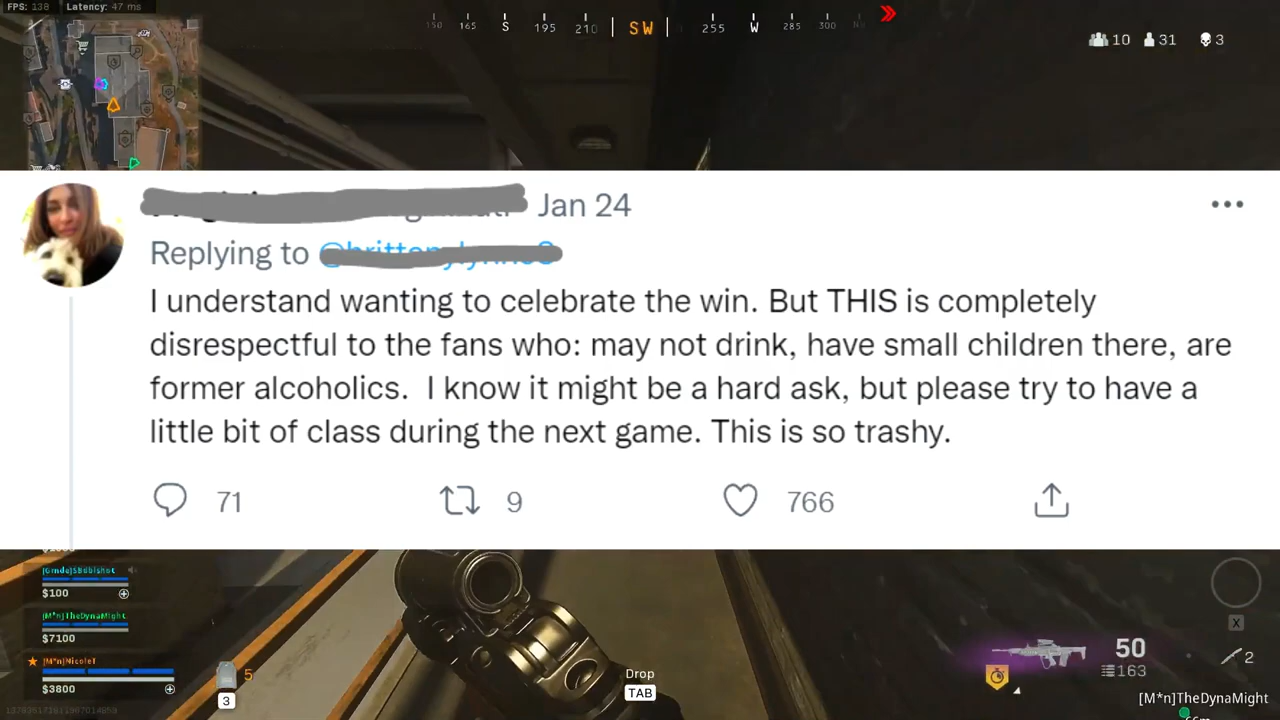 FPS: 138 Latency: 47 ms
150 165 S 195 210 SW 255 W 285 300
10 31 3
Jan 24
Replying to
I understand wanting to celebrate the win. But THIS is completely
disrespectful to the fans who: may not drink, have small children there, are
former alcoholics. I know it might be a hard ask, but please try to have a
little bit of class during the next game. This is so trashy.
71 9 766
$100
[M*n]TheDynaMight
$7100
[M*n]NicoleT
$3800
5
3
Drop
TAB
50
163
X
2
[M*n]TheDynaMight